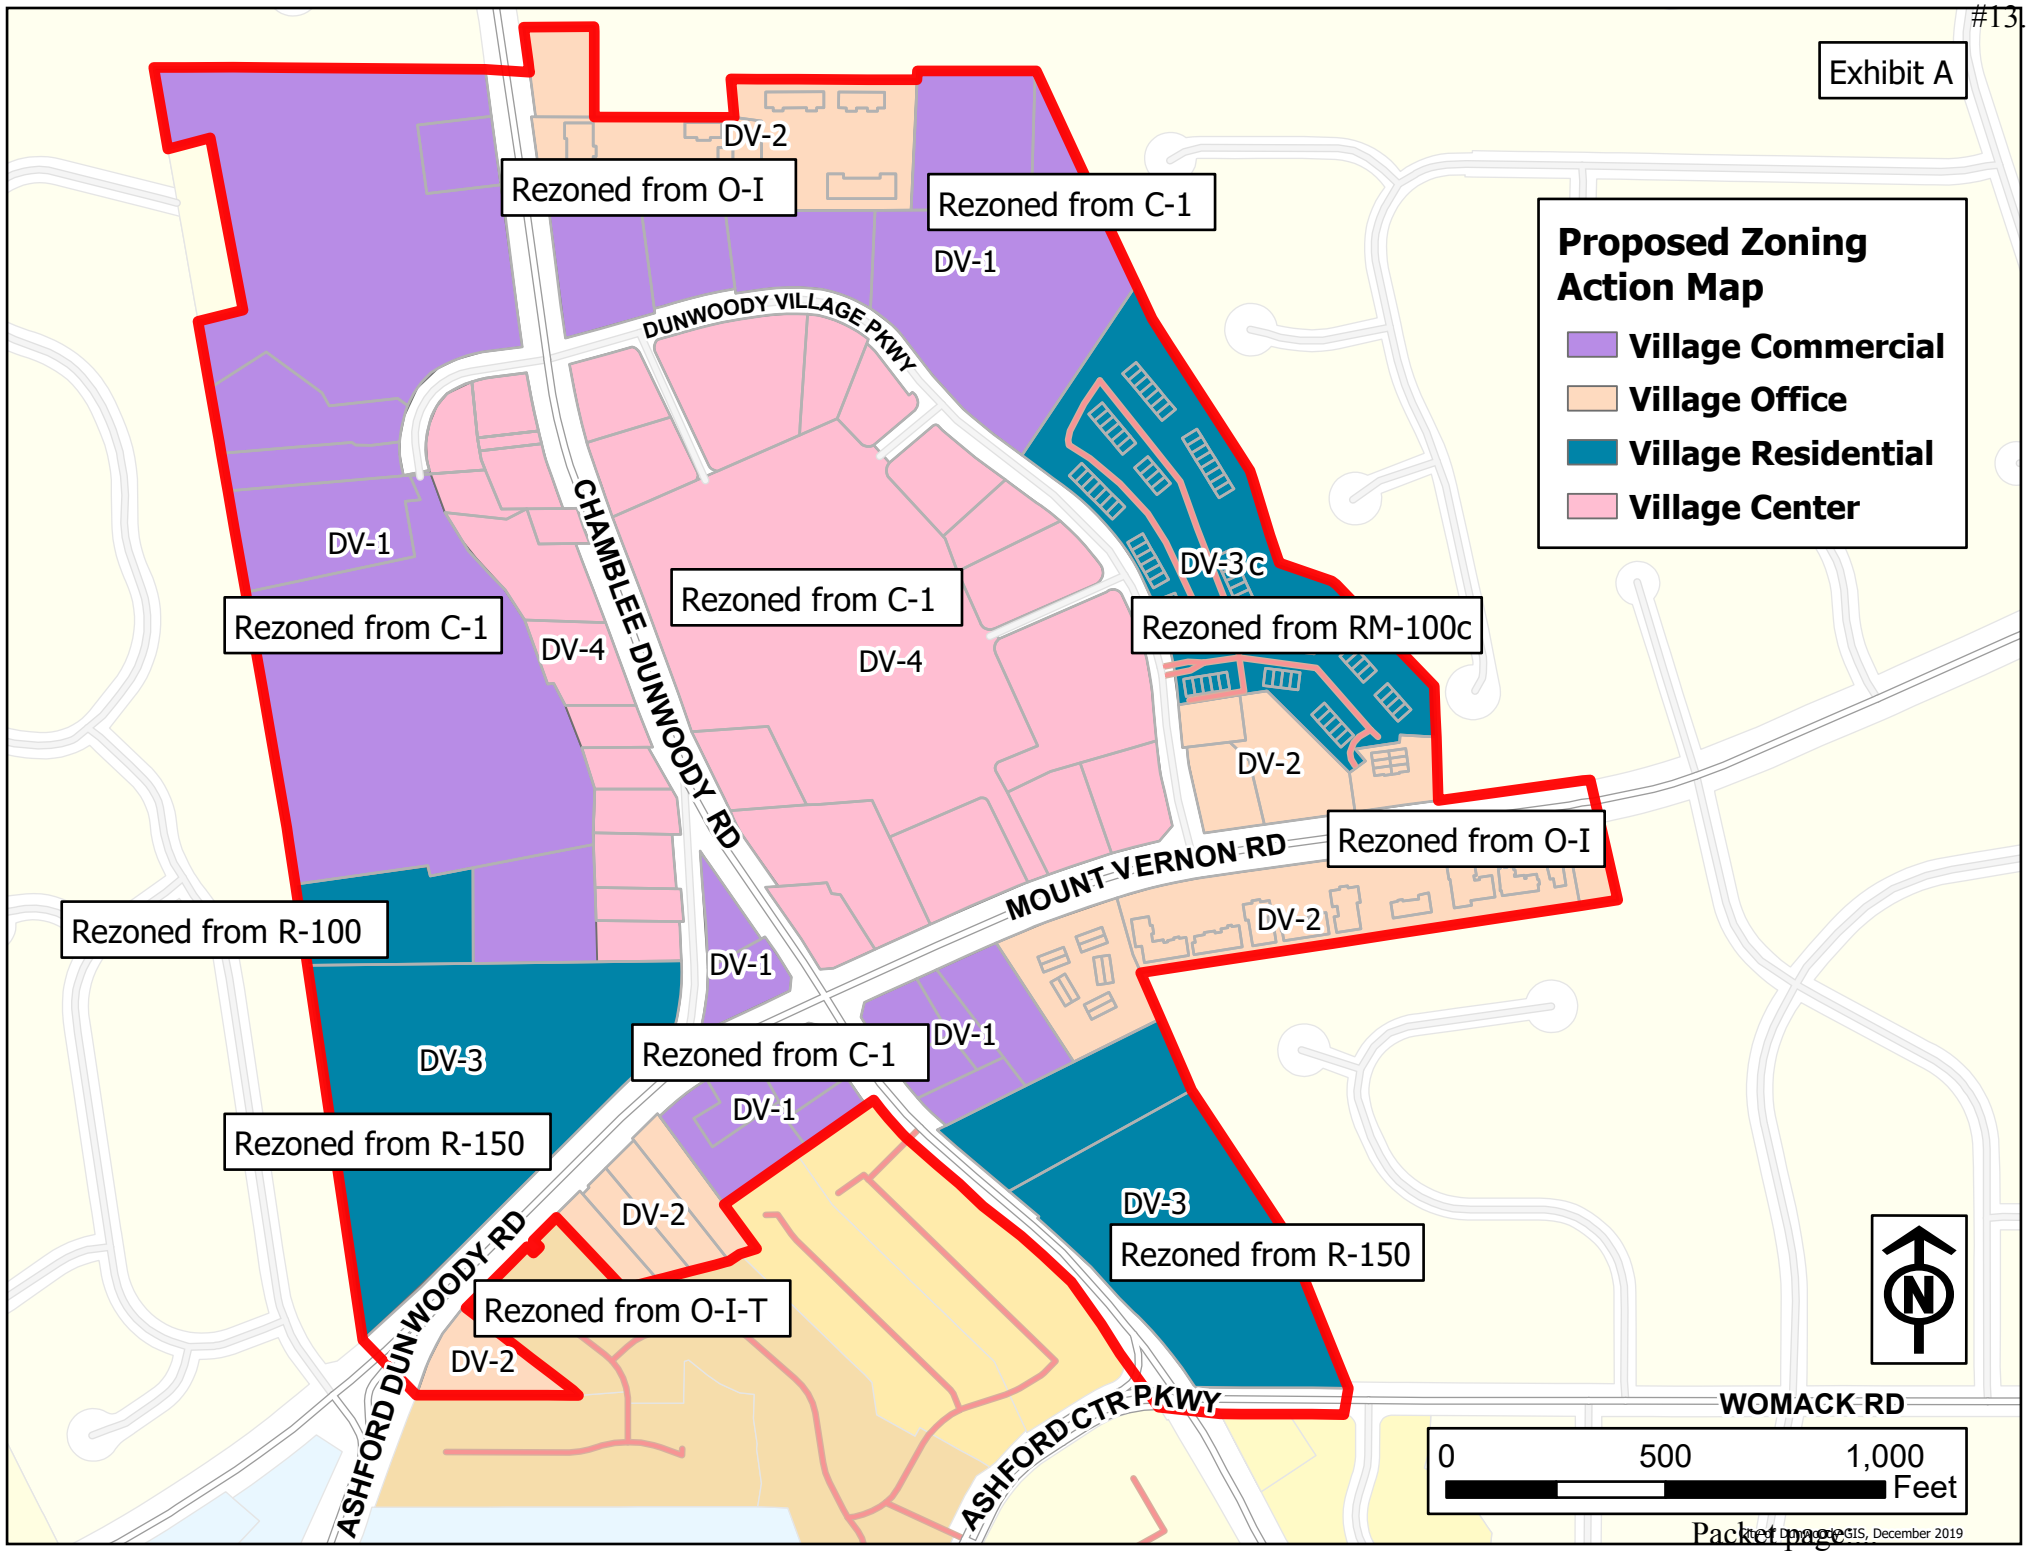 #13.
Exhibit A
DV-2
Rezoned from O-I
Rezoned from C-1
DV-1
Proposed Zoning
Action Map
Village Commercial
Village Office
Village Residential
Village Center
DUNWOODY VILLAGE PKWY
CHAMBLEE-DUNWOODY RD
DV-1
DV-3c
Rezoned from C-1
Rezoned from C-1
Rezoned from RM-100c
DV-4
DV-4
DV-2
Rezoned from O-I
MOUNT VERNON RD
DV-2
Rezoned from R-100
DV-1
DV-1
DV-3
Rezoned from C-1
DV-1
Rezoned from R-150
DV-3
DV-2
Rezoned from R-150
Rezoned from O-I-T
DV-2
ASHFORD DUNWOODY RD
ASHFORD CTR PKWY
WOMACK RD
N
0 500 1,000
Feet
Packet page:...
City of Dunwoody GIS, December 2019